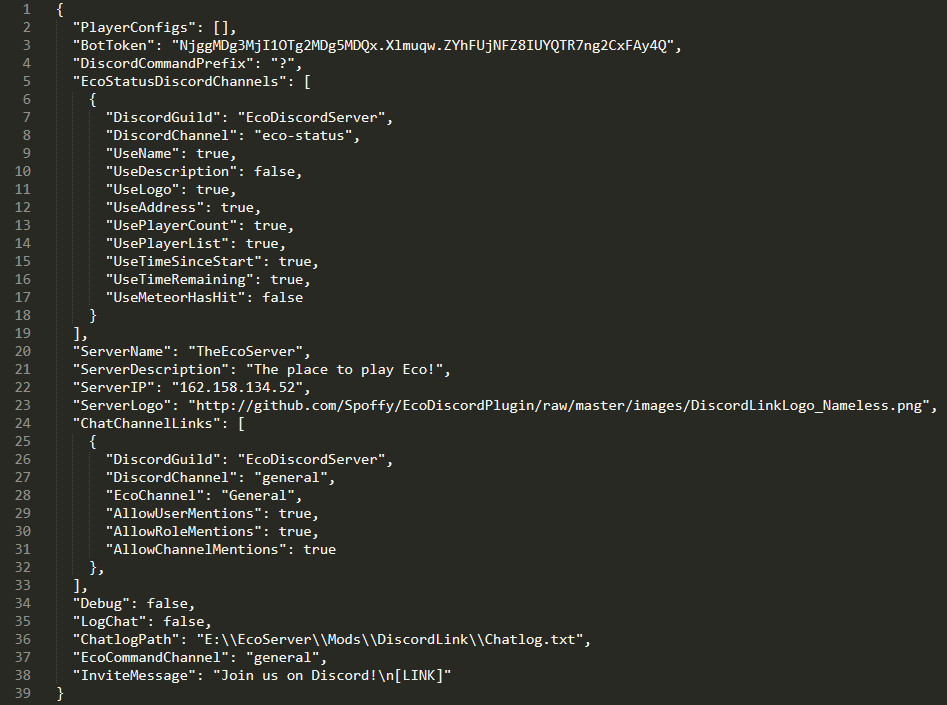 1 {
2 "PlayerConfigs": [],
3 "BotToken": "NjggMDg3MjI1OTg2MDg5MDQx.Xlmuqw.ZYhFUjNFZ8IUYQTR7ng2CxFAy4Q",
4 "DiscordCommandPrefix": "?",
5 "EcoStatusDiscordChannels": [
6 {
7 "DiscordGuild": "EcoDiscordServer",
8 "DiscordChannel": "eco-status",
9 "UseName": true,
10 "UseDescription": false,
11 "UseLogo": true,
12 "UseAddress": true,
13 "UsePlayerCount": true,
14 "UsePlayerList": true,
15 "UseTimeSinceStart": true,
16 "UseTimeRemaining": true,
17 "UseMeteorHasHit": false
18 }
19 ],
20 "ServerName": "TheEcoServer",
21 "ServerDescription": "The place to play Eco!",
22 "ServerIP": "162.158.134.52",
23 "ServerLogo": "http://github.com/Spoffy/EcoDiscordPlugin/raw/master/images/DiscordLinkLogo_Nameless.png",
24 "ChatChannelLinks": [
25 {
26 "DiscordGuild": "EcoDiscordServer",
27 "DiscordChannel": "general",
28 "EcoChannel": "General",
29 "AllowUserMentions": true,
30 "AllowRoleMentions": true,
31 "AllowChannelMentions": true
32 },
33 ],
34 "Debug": false,
35 "LogChat": false,
36 "ChatlogPath": "E:\\EcoServer\\Mods\\DiscordLink\\Chatlog.txt",
37 "EcoCommandChannel": "general",
38 "InviteMessage": "Join us on Discord!\n[LINK]"
39 }